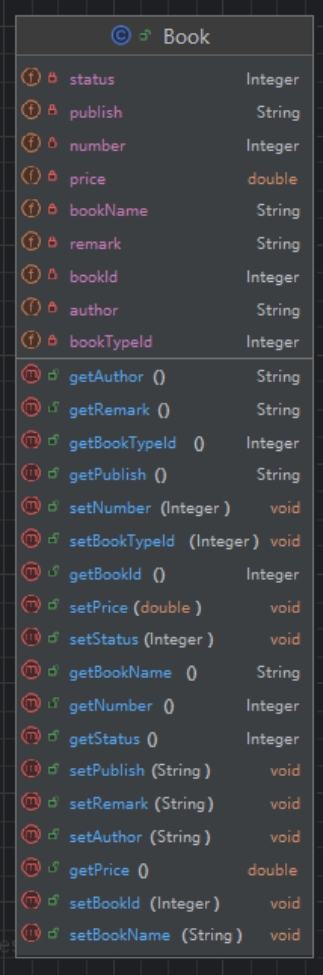 Book
status Integer
publish String
number Integer
price double
bookName String
remark String
bookId Integer
author String
bookTypeId Integer
getAuthor () String
getRemark () String
getBookTypeId () Integer
getPublish () String
setNumber (Integer ) void
setBookTypeId (Integer ) void
getBookId () Integer
setPrice (double ) void
setStatus (Integer ) void
getBookName () String
getNumber () Integer
getStatus () Integer
setPublish (String ) void
setRemark (String ) void
setAuthor (String ) void
getPrice () double
setBookId (Integer ) void
setBookName (String ) void